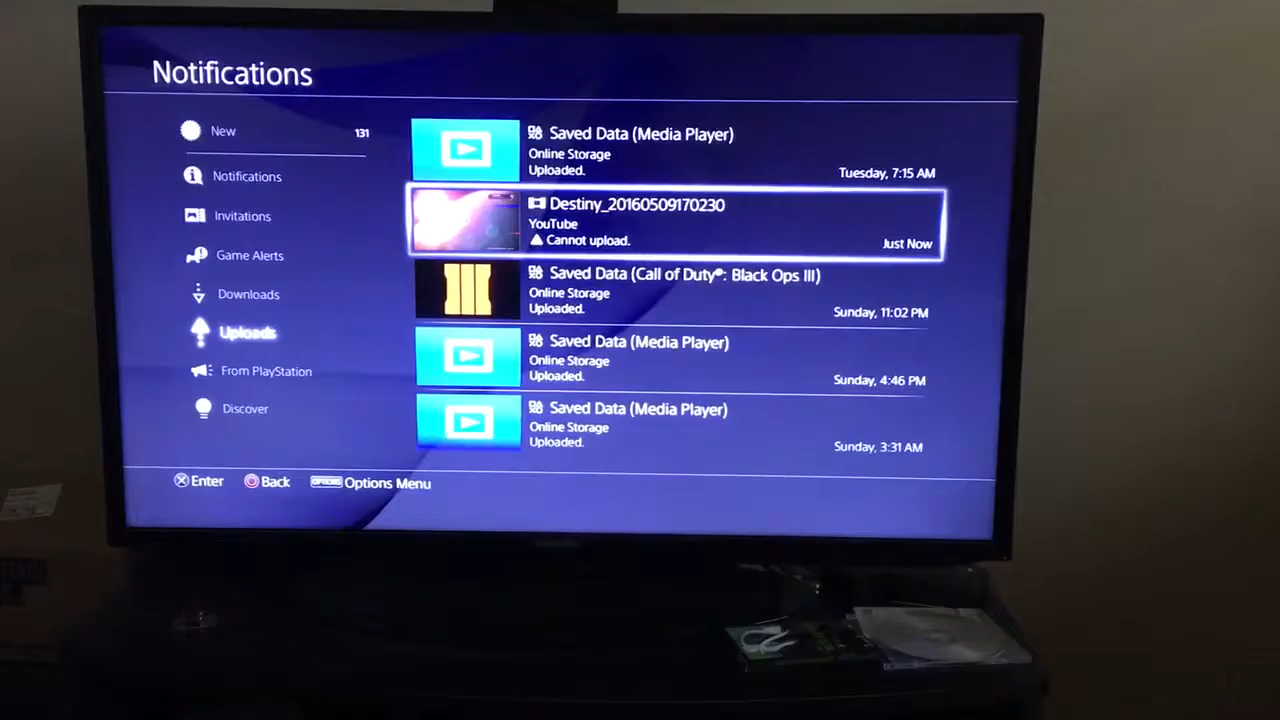 Notifications
New 131
Notifications
Invitations
Game Alerts
Downloads
Uploads
From PlayStation
Discover
Saved Data (Media Player)
Online Storage
Uploaded.
Tuesday, 7:15 AM
Destiny_20160509170230
YouTube
Cannot upload.
Just Now
Saved Data (Call of Duty®: Black Ops III)
Online Storage
Uploaded.
Sunday, 11:02 PM
Saved Data (Media Player)
Online Storage
Uploaded.
Sunday, 4:46 PM
Saved Data (Media Player)
Online Storage
Uploaded.
Sunday, 3:31 AM
Enter Back OPTIONS Options Menu